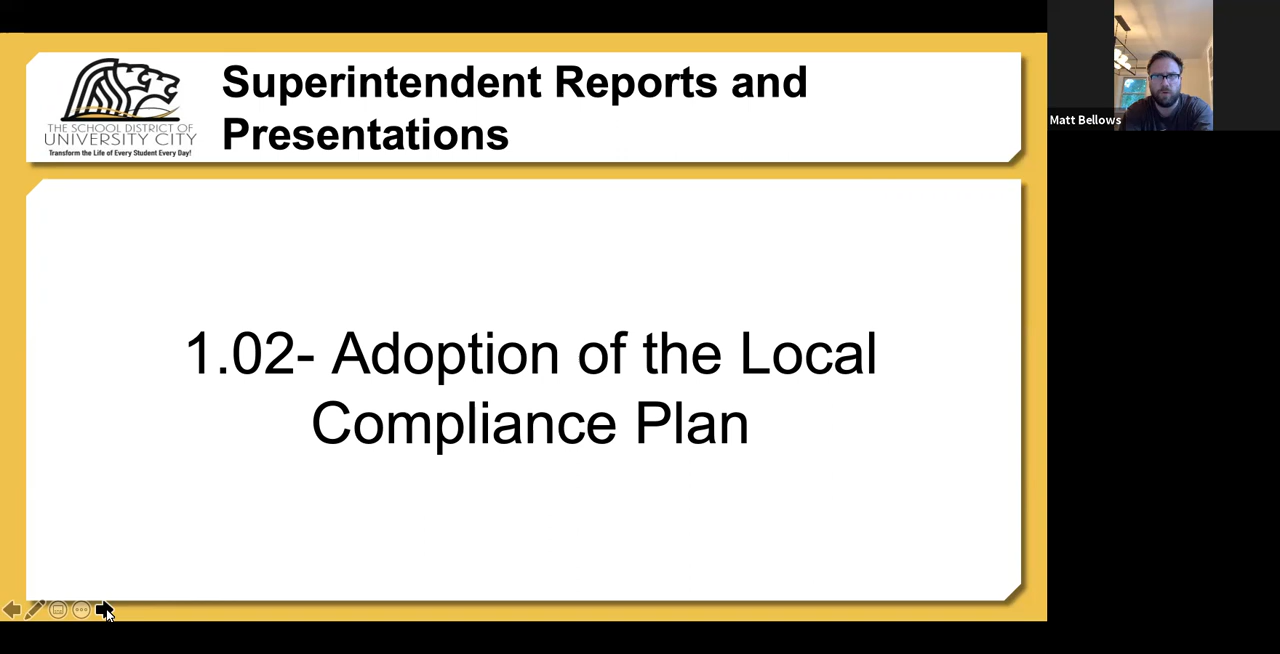 Superintendent Reports and
Presentations
THE SCHOOL DISTRICT OF
UNIVERSITY CITY
Transform the Life of Every Student Every Day!
Matt Bellows
1.02- Adoption of the Local
Compliance Plan